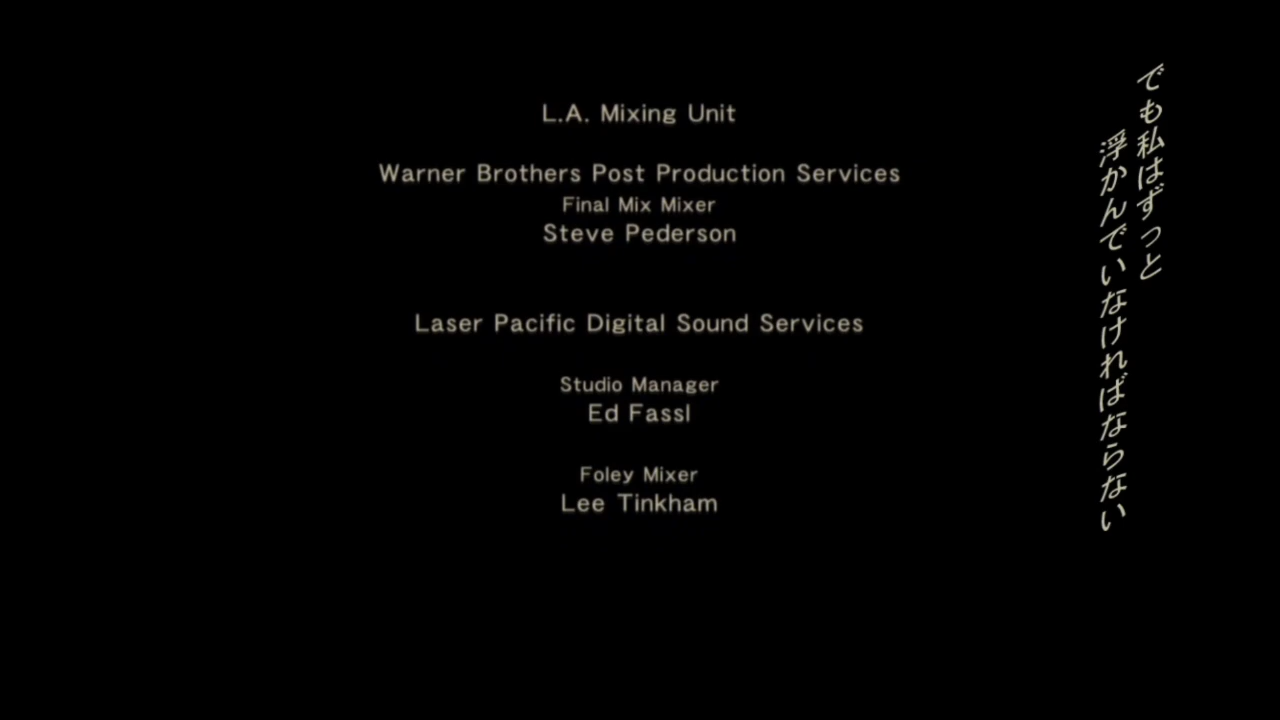 L.A. Mixing Unit
Warner Brothers Post Production Services
Final Mix Mixer
Steve Pederson
Laser Pacific Digital Sound Services
Studio Manager
Ed Fassl
Foley Mixer
Lee Tinkham
でも私はずっと
浮かんでいなければならない